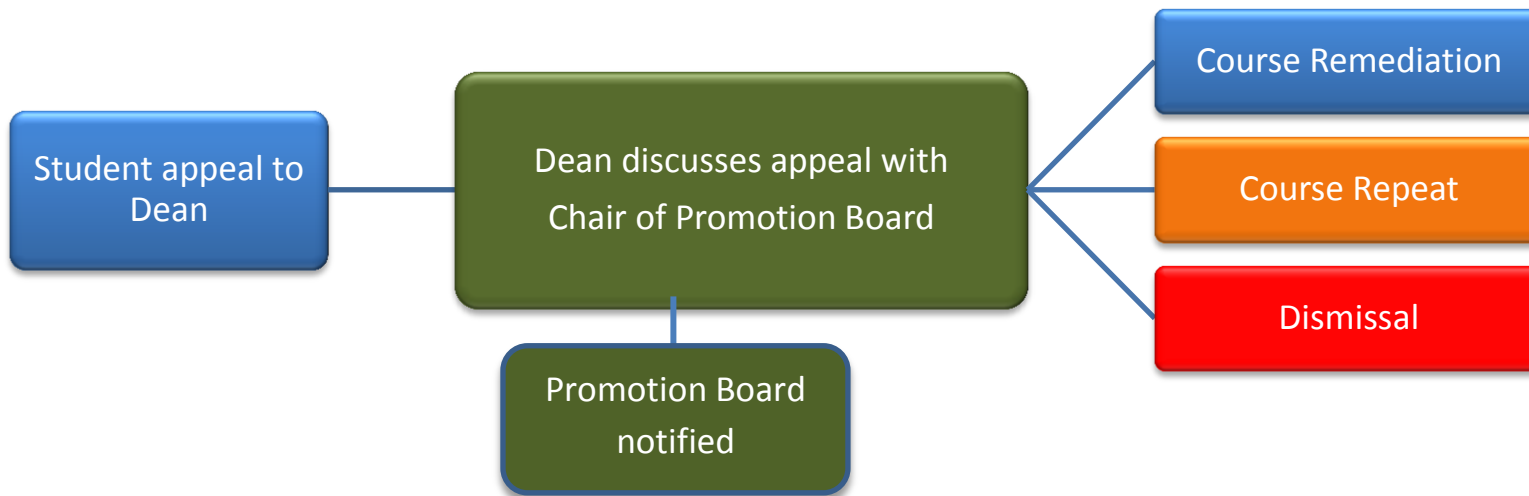 Student appeal to
Dean
Dean discusses appeal with
Chair of Promotion Board
Promotion Board
notified
Course Remediation
Course Repeat
Dismissal